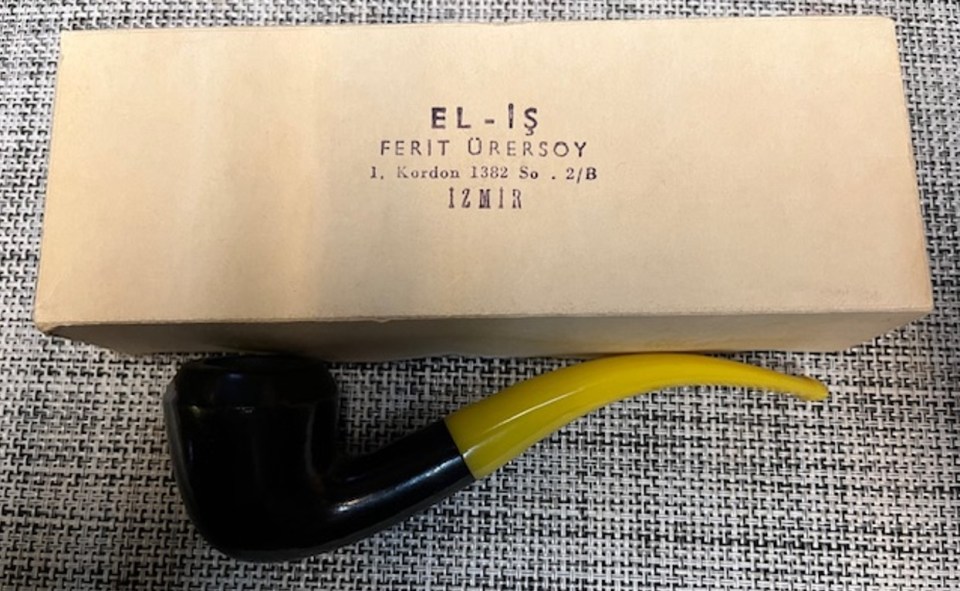 EL - İŞ
FERİT ÜRERSOY
1. Kordon 1382 So . 2/B
İZMİR